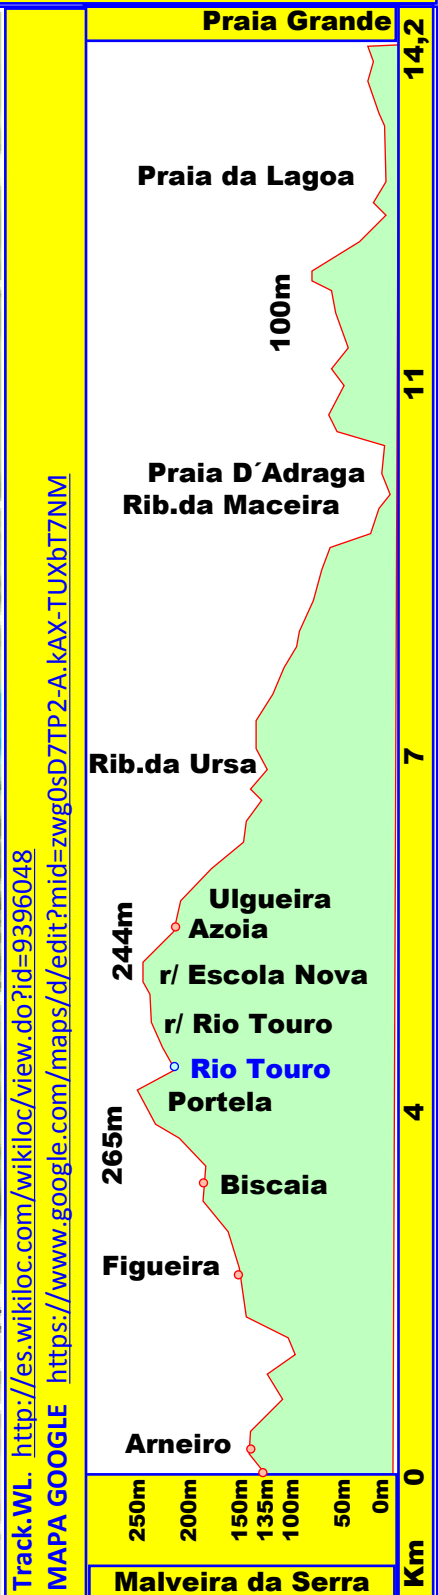 Track.WL. http://es.wikiloc.com/wikiloc/view.do?id=9396048
MAPA GOOGLE https://www.google.com/maps/d/edit?mid=zwg0sD7TP2-A.kAX-TUXbT7NM
Praia Grande
14,2
Praia da Lagoa
100m
11
Praia D´Adraga
Rib.da Maceira
Rib.da Ursa
7
Ulgueira
Azoia
244m
r/ Escola Nova
r/ Rio Touro
Rio Touro
Portela
4
265m
Biscaia
Figueira
Arneiro
0
250m
200m
150m
135m
100m
50m
0m
Km
Malveira da Serra